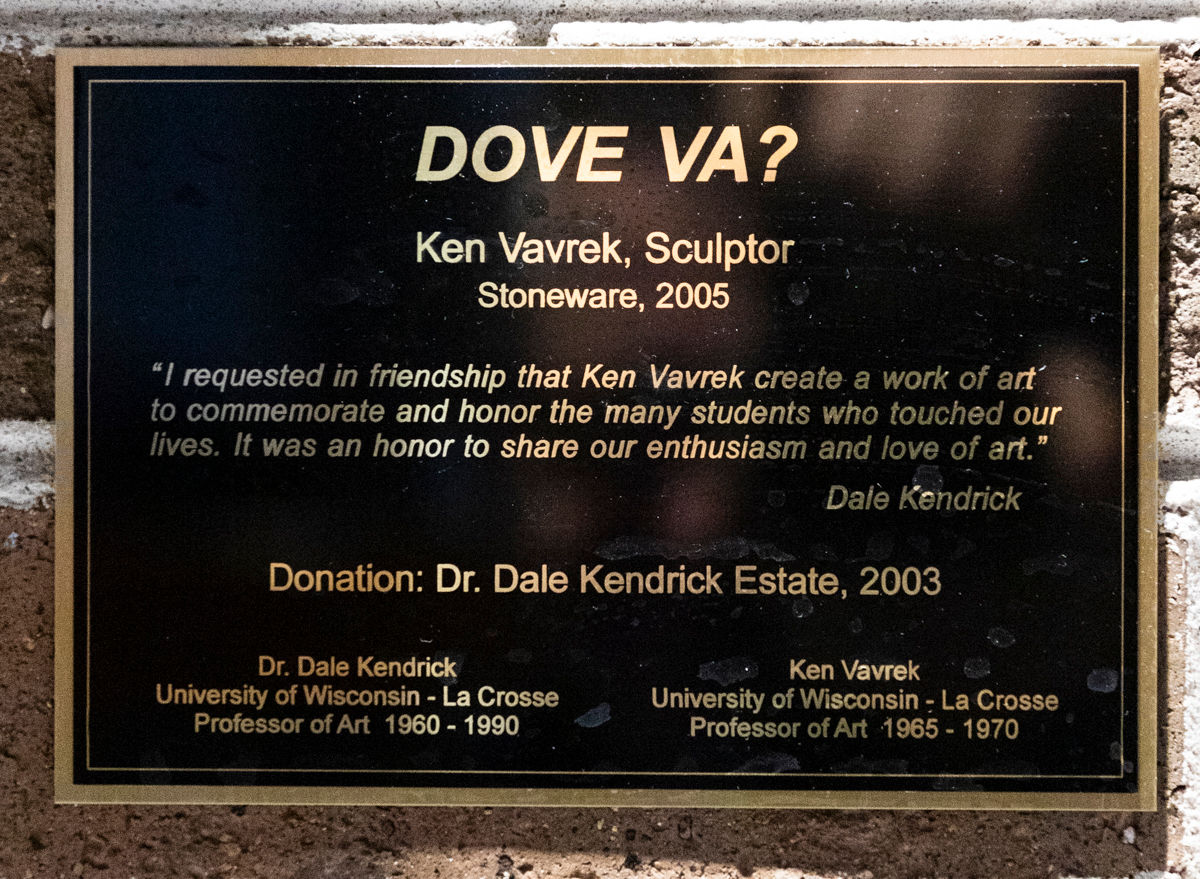 DOVE VA?
Ken Vavrek, Sculptor
Stoneware, 2005
“I requested in friendship that Ken Vavrek create a work of art
to commemorate and honor the many students who touched our
lives. It was an honor to share our enthusiasm and love of art.”
Dale Kendrick
Donation: Dr. Dale Kendrick Estate, 2003
Dr. Dale Kendrick
University of Wisconsin - La Crosse
Professor of Art 1960 - 1990
Ken Vavrek
University of Wisconsin - La Crosse
Professor of Art 1965 - 1970